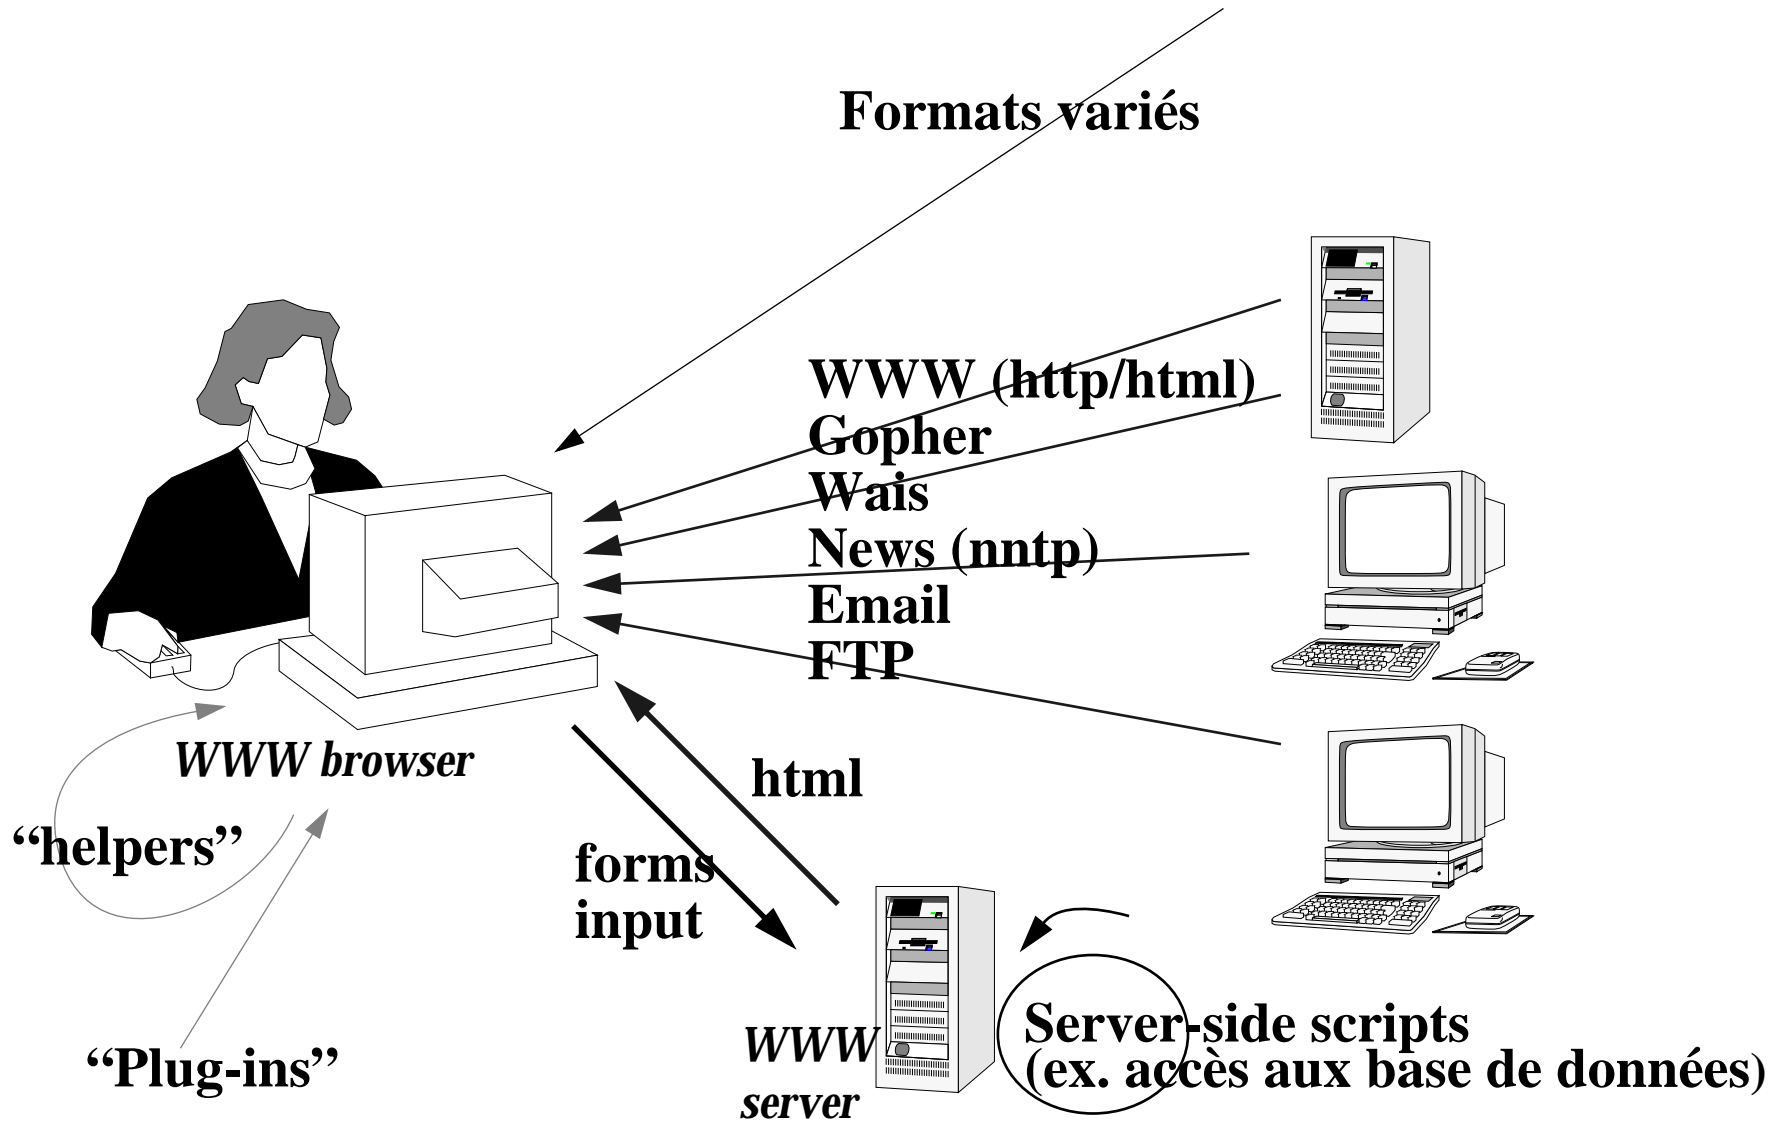 Formats variés
WWW (http/html)
Gopher
Wais
News (nntp)
Email
FTP
WWW browser
html
“helpers”
forms
input
“Plug-ins”
WWW
server
Server-side scripts
(ex. accès aux base de données)